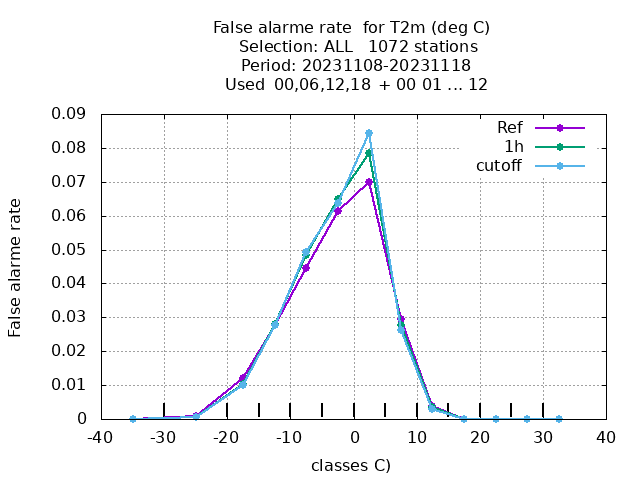 False alarme rate  for T2m (deg C)
Selection: ALL   1072 stations
Period: 20231108-20231118
Used  00,06,12,18  + 00 01 ... 12
0.09
0.08
0.07
0.06
0.05
0.04
0.03
0.02
0.01
0
False alarme rate
Ref
1h
cutoff
-40 -30 -20 -10 0 10 20 30 40
classes C)